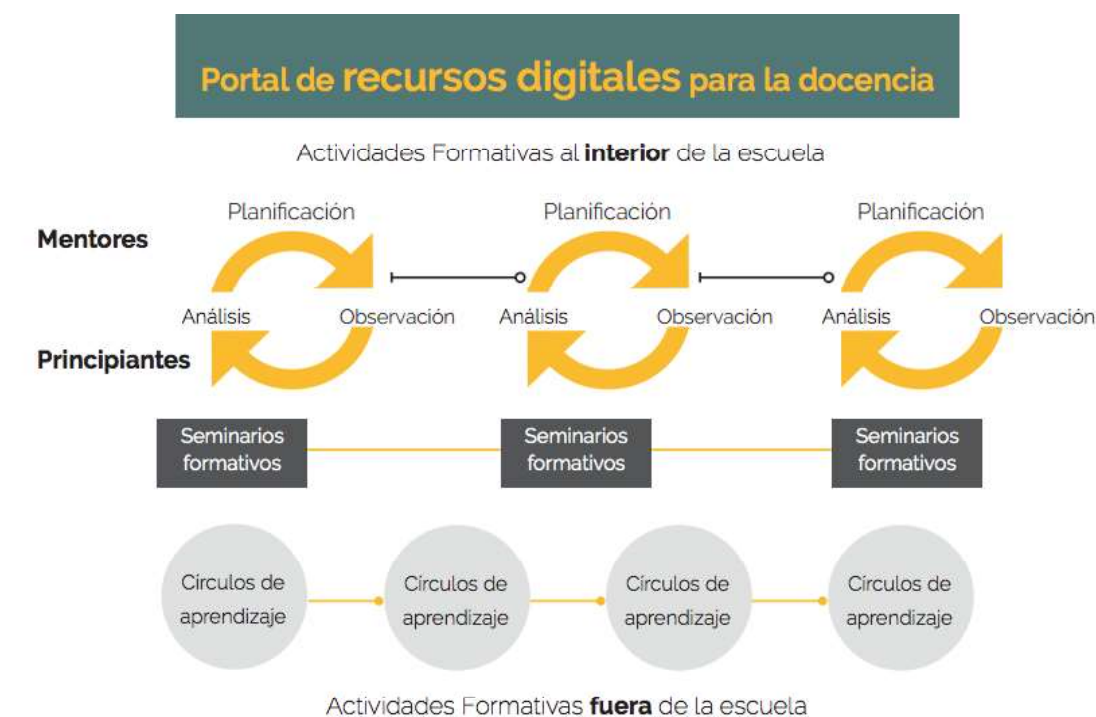 Portal de recursos digitales para la docencia
Actividades Formativas al interior de la escuela
Planificación Planificación Planificación
Mentores
Análisis Observación Análisis Observación Análisis Observación
Principiantes
Seminarios Seminarios Seminarios
formativos formativos formativos
Círculos de Círculos de Círculos de Círculos de
aprendizaje aprendizaje aprendizaje aprendizaje
Actividades Formativas fuera de la escuela